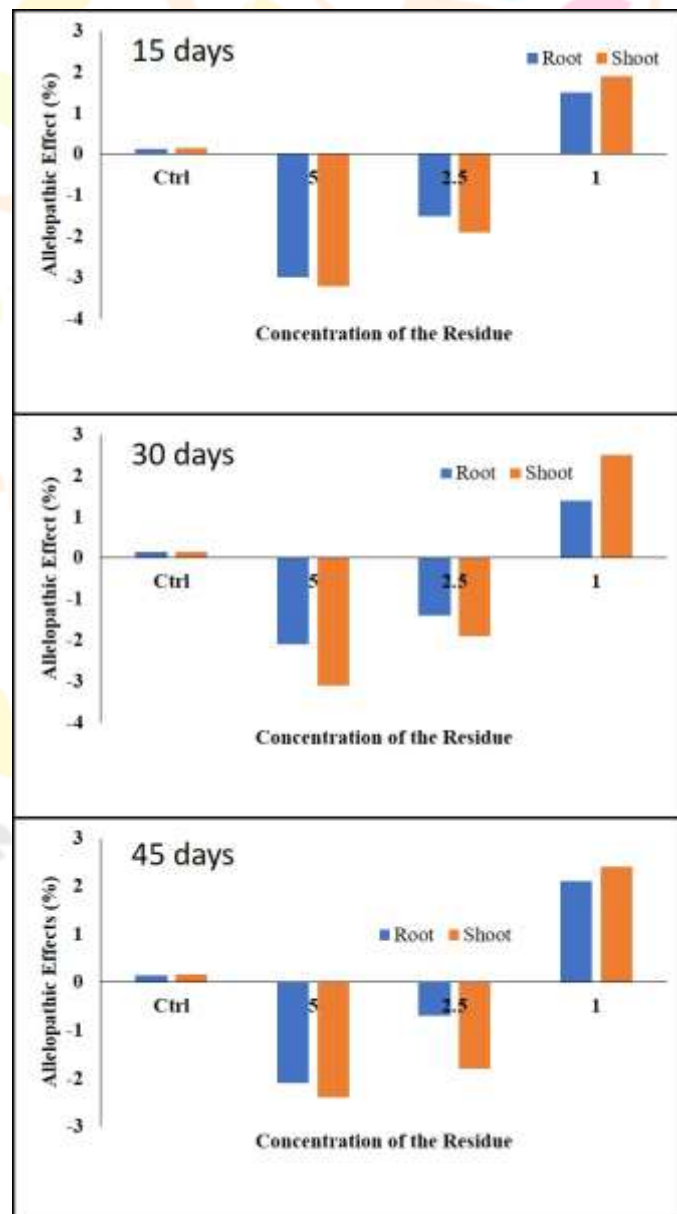 15 days
Root Shoot
Allelopathic Effect (%)
3
2
1
0
-1
-2
-3
-4
Ctrl 5 2.5 1
Concentration of the Residue
30 days
Root Shoot
Allelopathic Effect (%)
3
2
1
0
-1
-2
-3
-4
Ctrl 5 2.5 1
Concentration of the Residue
45 days
Root Shoot
Allelopathic Effects (%)
3
2
1
0
-1
-2
-3
Ctrl 5 2.5 1
Concentration of the Residue